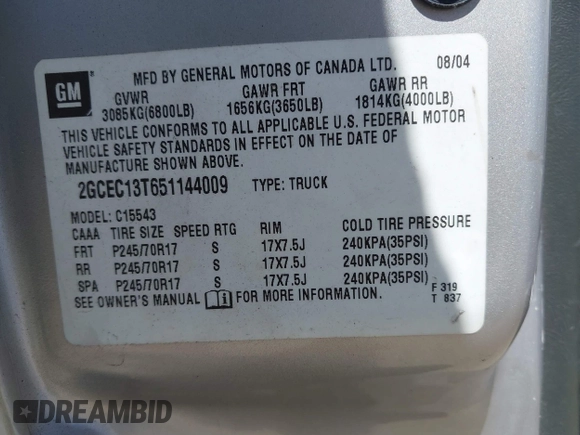 MFD BY GENERAL MOTORS OF CANADA LTD. 08/04
GM
GVWR GAWR FRT GAWR RR
3085KG(6800LB) 1656KG(3650LB) 1814KG(4000LB)
THIS VEHICLE CONFORMS TO ALL APPLICABLE U.S. FEDERAL MOTOR
VEHICLE SAFETY STANDARDS IN EFFECT ON THE DATE OF
MANUFACTURE SHOWN ABOVE.
2GCEC13T651144009 TYPE: TRUCK
MODEL: C15543
CAAA TIRE SIZE SPEED RTG RIM COLD TIRE PRESSURE
FRT P245/70R17 S 17X7.5J 240KPA(35PSI)
RR P245/70R17 S 17X7.5J 240KPA(35PSI)
SPA P245/70R17 S 17X7.5J 240KPA(35PSI)
SEE OWNER'S MANUAL FOR MORE INFORMATION.
F 319
T 837
DREAMBID